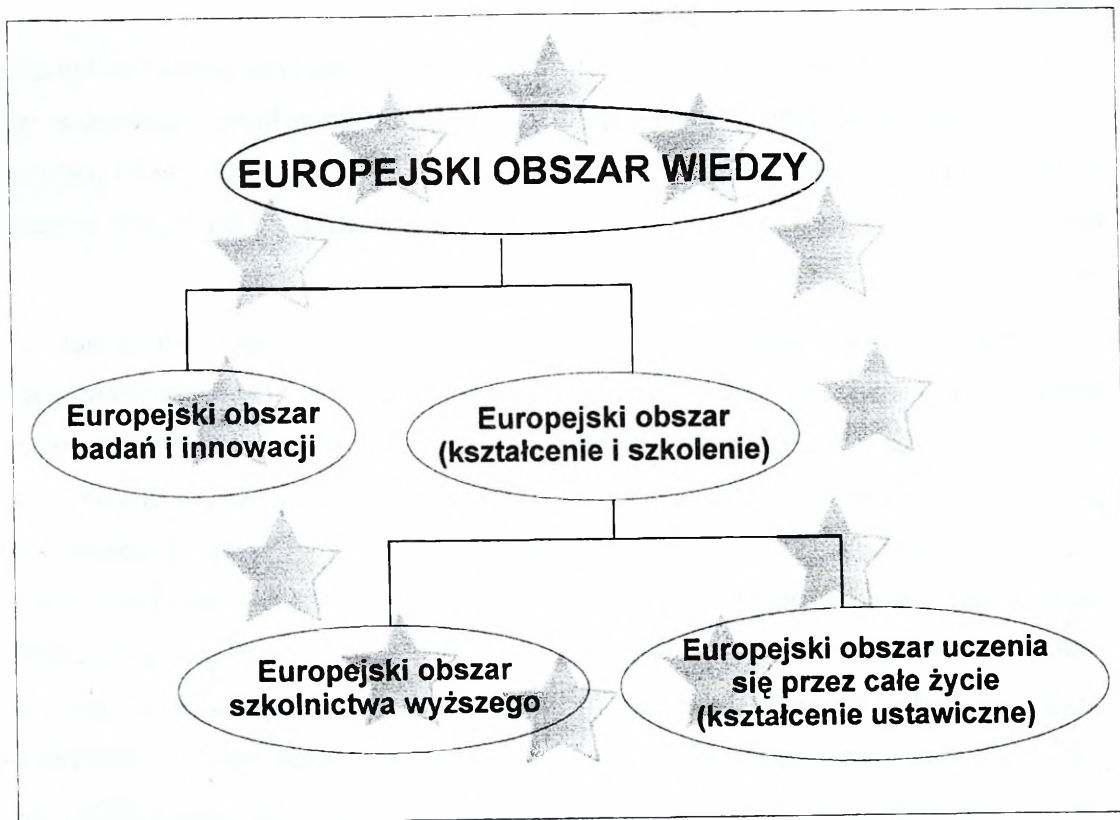 EUROPEJSKI OBSZAR WIEDZY
Europejski obszar
badań i innowacji
Europejski obszar
(kształcenie i szkolenie)
Europejski obszar
szkolnictwa wyższego
Europejski obszar uczenia
się przez całe życie
(kształcenie ustawiczne)